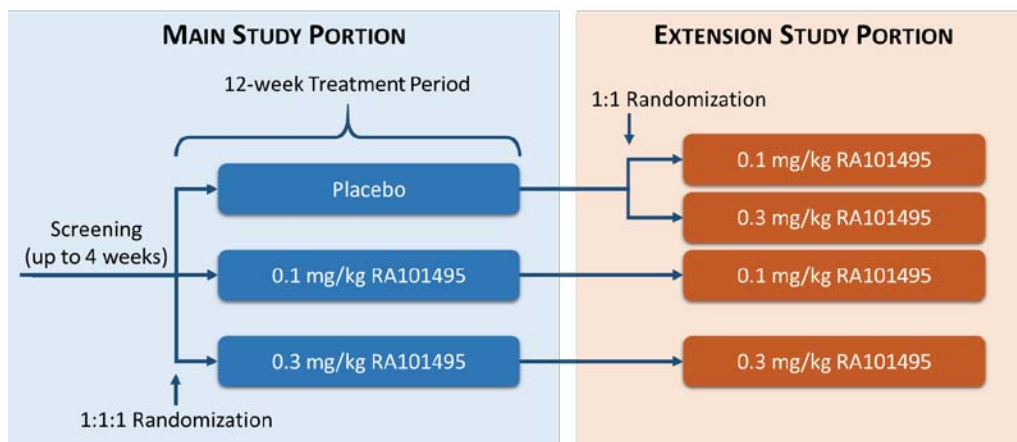 MAIN STUDY PORTION
12-week Treatment Period
Placebo
Screening
(up to 4 weeks)
0.1 mg/kg RA101495
0.3 mg/kg RA101495
1:1:1 Randomization
EXTENSION STUDY PORTION
1:1 Randomization
0.1 mg/kg RA101495
0.3 mg/kg RA101495
0.1 mg/kg RA101495
0.3 mg/kg RA101495